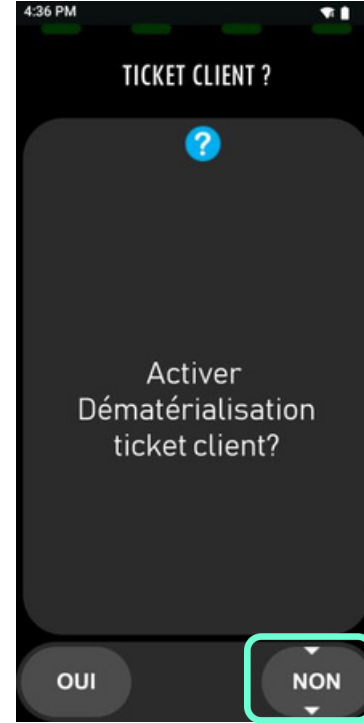 4:36 PM
TICKET CLIENT ?
?
Activer
Dématérialisation
ticket client?
OUI
NON